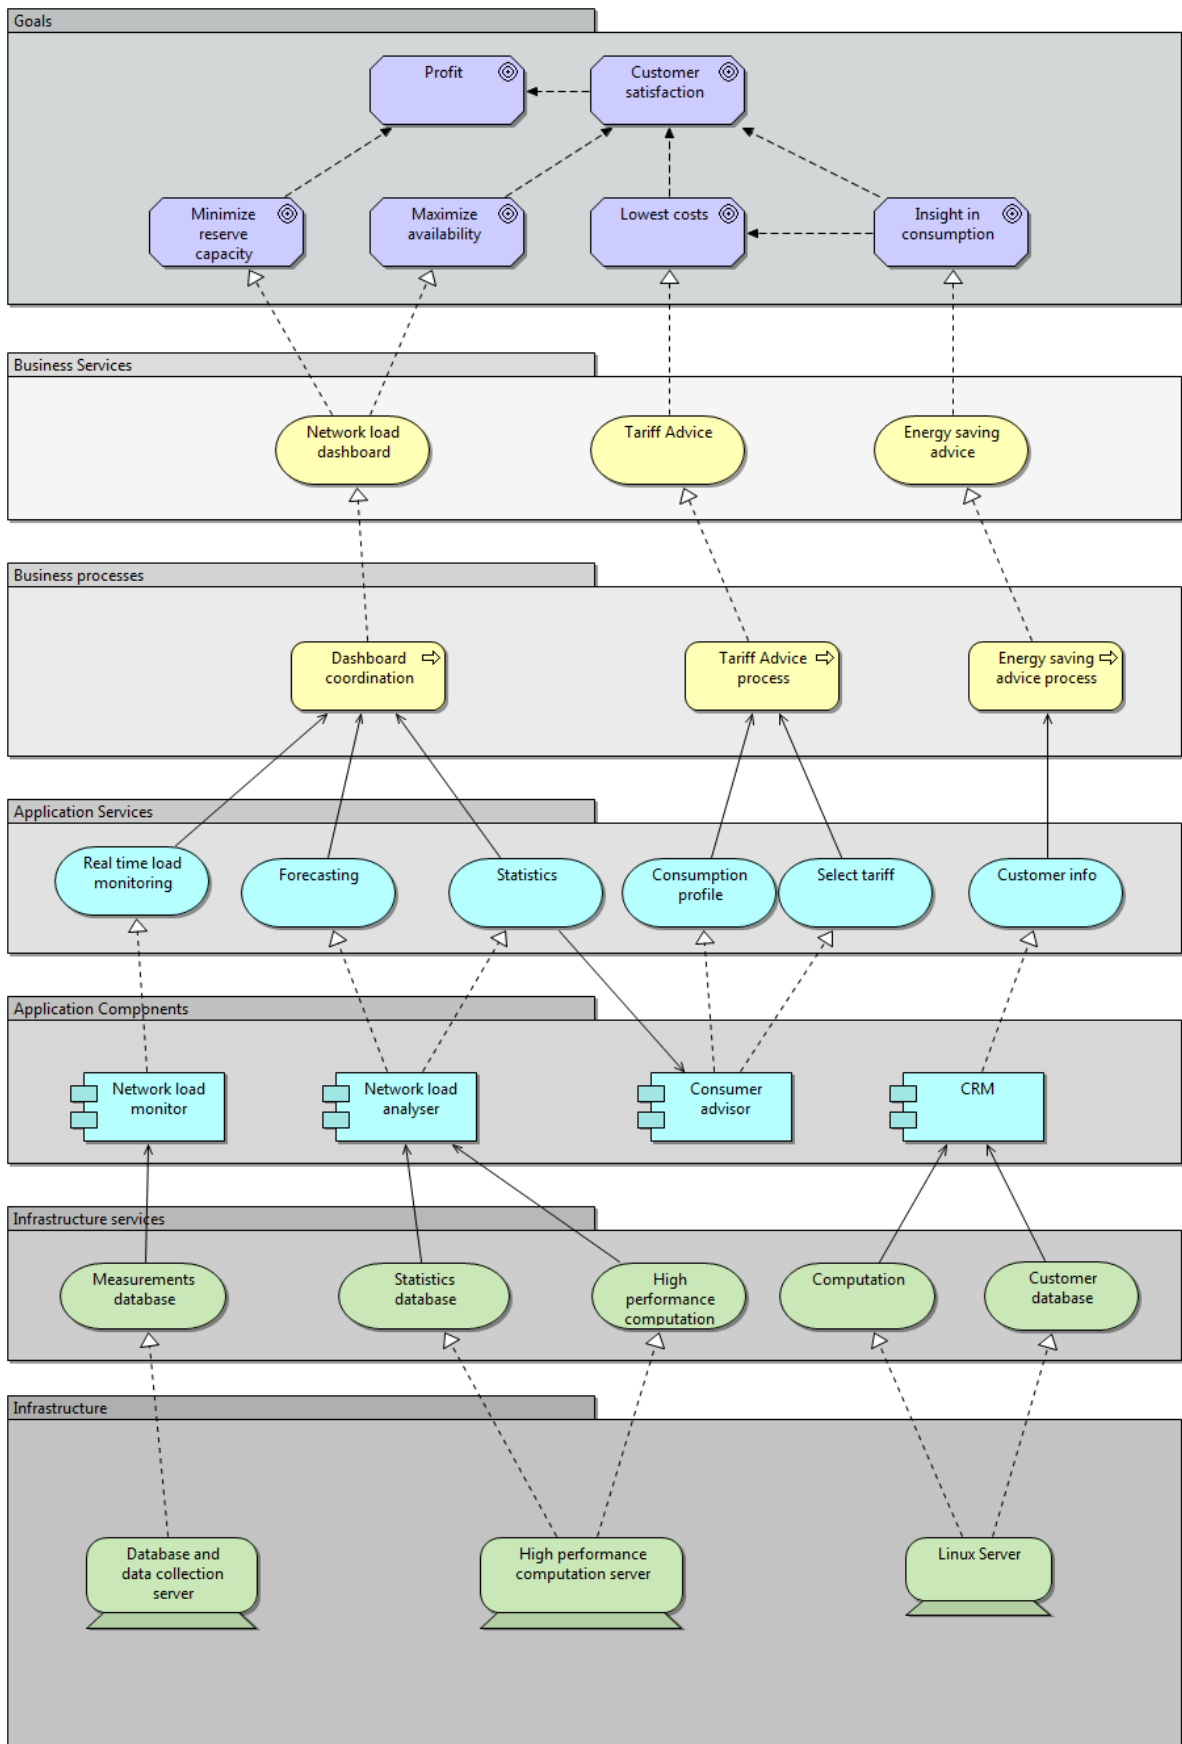 Goals
Profit
Customer
satisfaction
Minimize
reserve
capacity
Maximize
availability
Lowest costs
Insight in
consumption
Business Services
Network load
dashboard
Tariff Advice
Energy saving
advice
Business processes
Dashboard
coordination
Tariff Advice
process
Energy saving
advice process
Application Services
Real time load
monitoring
Forecasting
Statistics
Consumption
profile
Select tariff
Customer info
Application Components
Network load
monitor
Network load
analyser
Consumer
advisor
CRM
Infrastructure services
Measurements
database
Statistics
database
High
performance
computation
Computation
Customer
database
Infrastructure
Database and
data collection
server
High performance
computation server
Linux Server